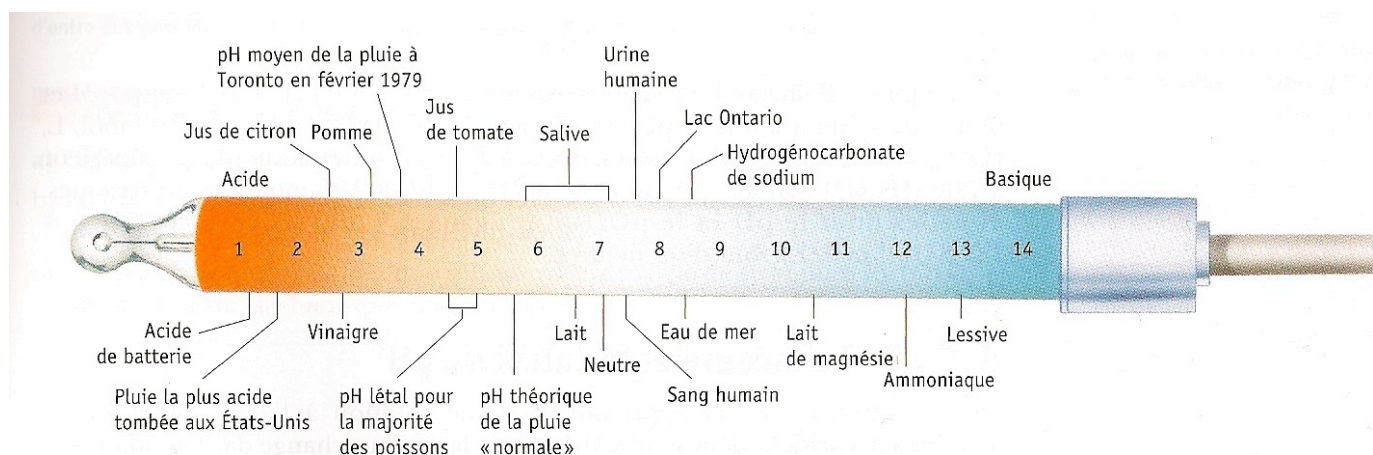 pH moyen de la pluie à
Toronto en février 1979
Urine
humaine
Jus
de tomate
Jus de citron
Pomme
Salive
Lac Ontario
Hydrogénocarbonate
de sodium
Acide
Basique
1 2 3 4 5 6 7 8 9 10 11 12 13 14
Acide
de batterie
Vinaigre
Lait
Neutre
Eau de mer
Lait
de magnésie
Lessive
Ammoniaque
Sang humain
Pluie la plus acide
tombée aux États-Unis
pH létal pour
la majorité
des poissons
pH théorique
de la pluie
«normale»